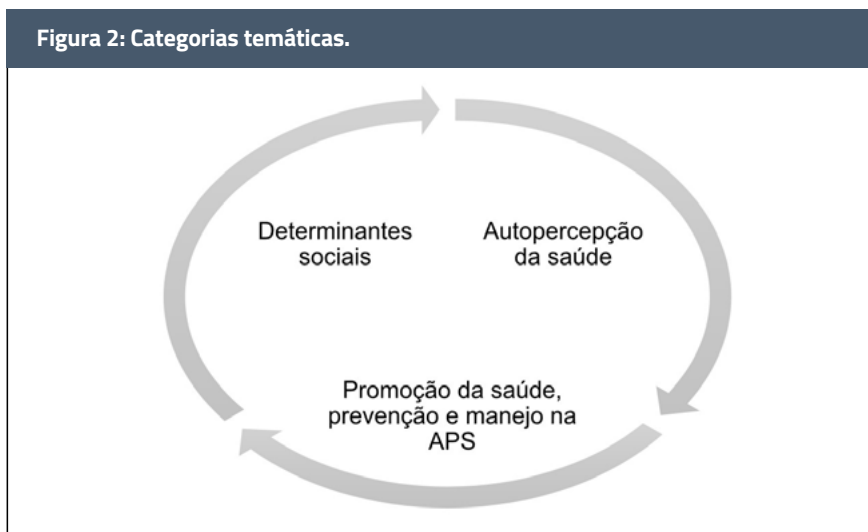 Figura 2: Categorias temáticas.
Determinantes
sociais
Autopercepção
da saúde
Promoção da saúde,
prevenção e manejo na
APS